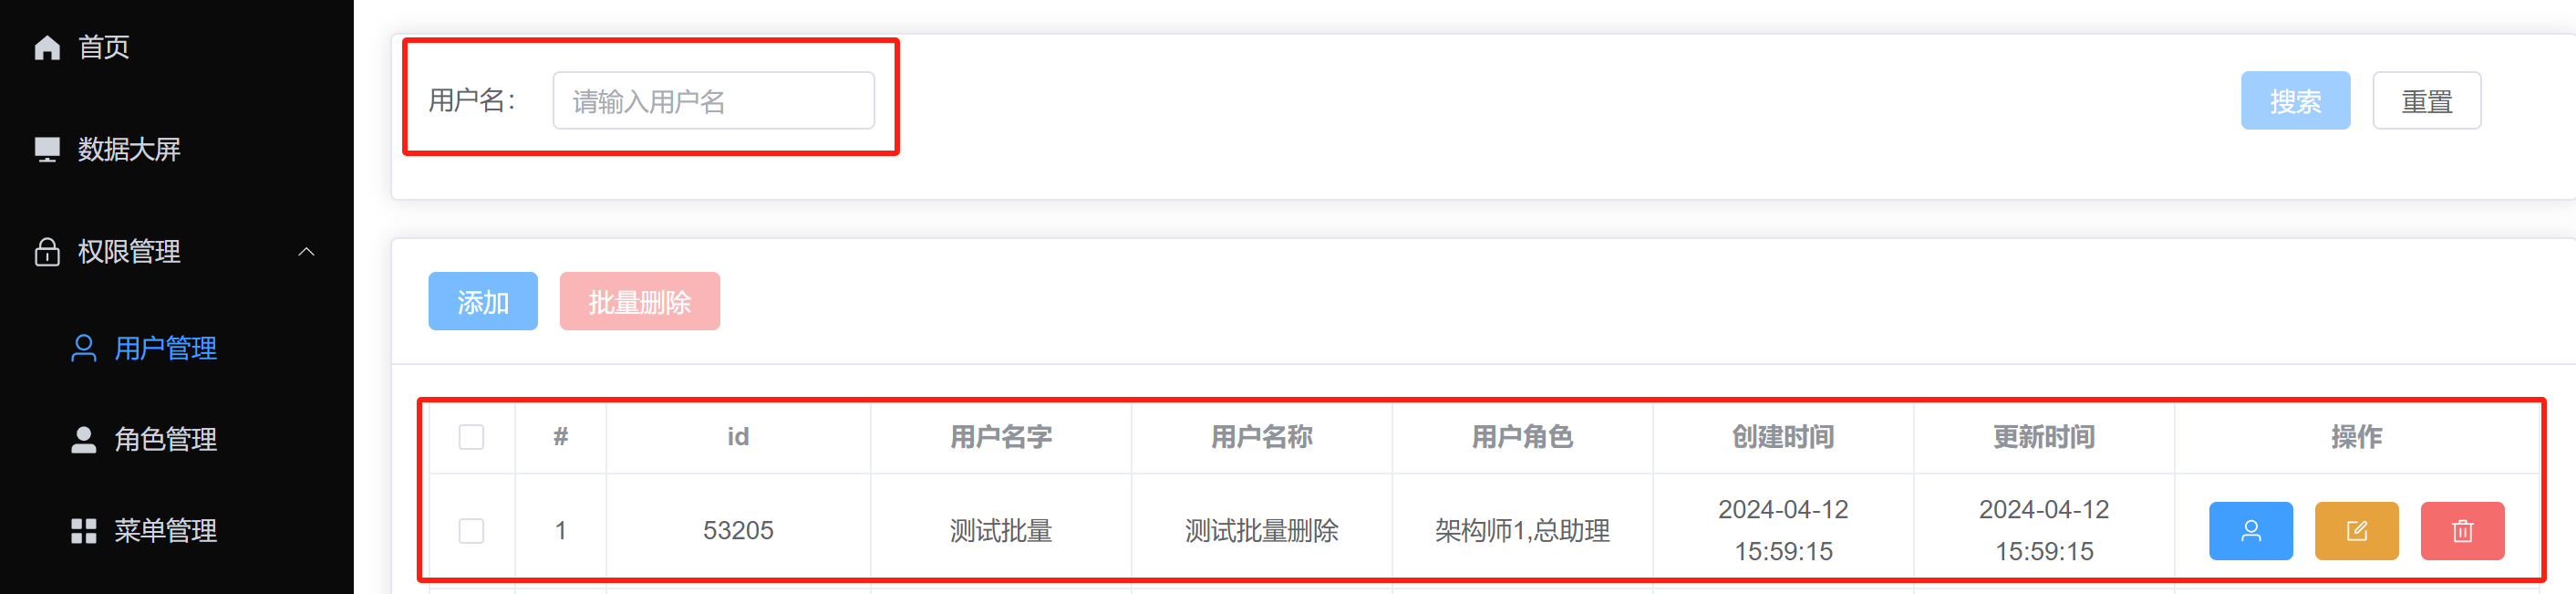 首页
数据大屏
权限管理
用户管理
角色管理
菜单管理
用户名：
请输入用户名
搜索
重置
添加
批量删除
# id 用户名字 用户名称 用户角色 创建时间 更新时间 操作
1 53205 测试批量 测试批量删除 架构师1,总助理 2024-04-12 15:59:15 2024-04-12 15:59:15